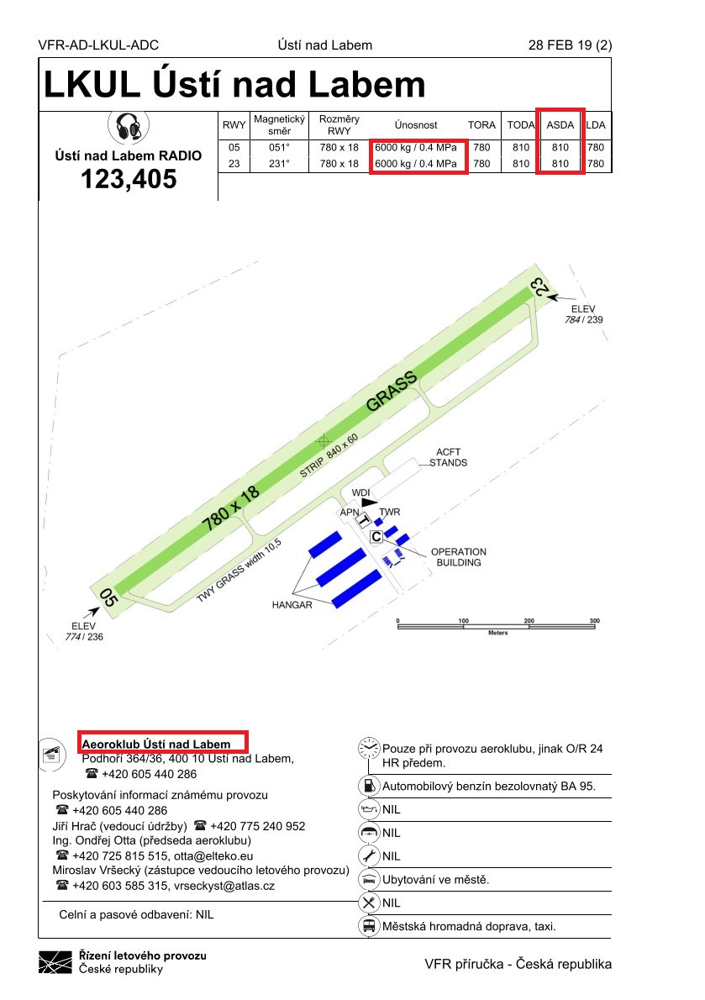 VFR-AD-LKUL-ADC Ústí nad Labem 28 FEB 19 (2)
LKUL Ústí nad Labem
Ústí nad Labem RADIO
123,405
RWY Magnetický směr Rozměry RWY Únosnost TORA TODA ASDA LDA
05 051° 780 x 18 6000 kg / 0.4 MPa 780 810 810 780
23 231° 780 x 18 6000 kg / 0.4 MPa 780 810 810 780
23
ELEV
784 / 239
GRASS
STRIP 840 x 60
780 x 18
ACFT
STANDS
WDI
APN
TWR
T
C
OPERATION
BUILDING
TWY GRASS width 10,5
HANGAR
05
ELEV
774 / 236
0 100 200 300
Meters
Aeoroklub Ústí nad Labem
Podhoří 364/36, 400 10 Ústí nad Labem,
☎ +420 605 440 286
Poskytování informací známému provozu
☎ +420 605 440 286
Jiří Hrač (vedoucí údržby) ☎ +420 775 240 952
Ing. Ondřej Otta (předseda aeroklubu)
☎ +420 725 815 515, otta@elteko.eu
Miroslav Vršecký (zástupce vedoucího letového provozu)
☎ +420 603 585 315, vrseckyst@atlas.cz
Celní a pasové odbavení: NIL
Pouze při provozu aeroklubu, jinak O/R 24
HR předem.
Automobilový benzín bezolovnatý BA 95.
NIL
NIL
NIL
Ubytování ve městě.
NIL
Městská hromadná doprava, taxi.
Řízení letového provozu
České republiky
VFR příručka - Česká republika